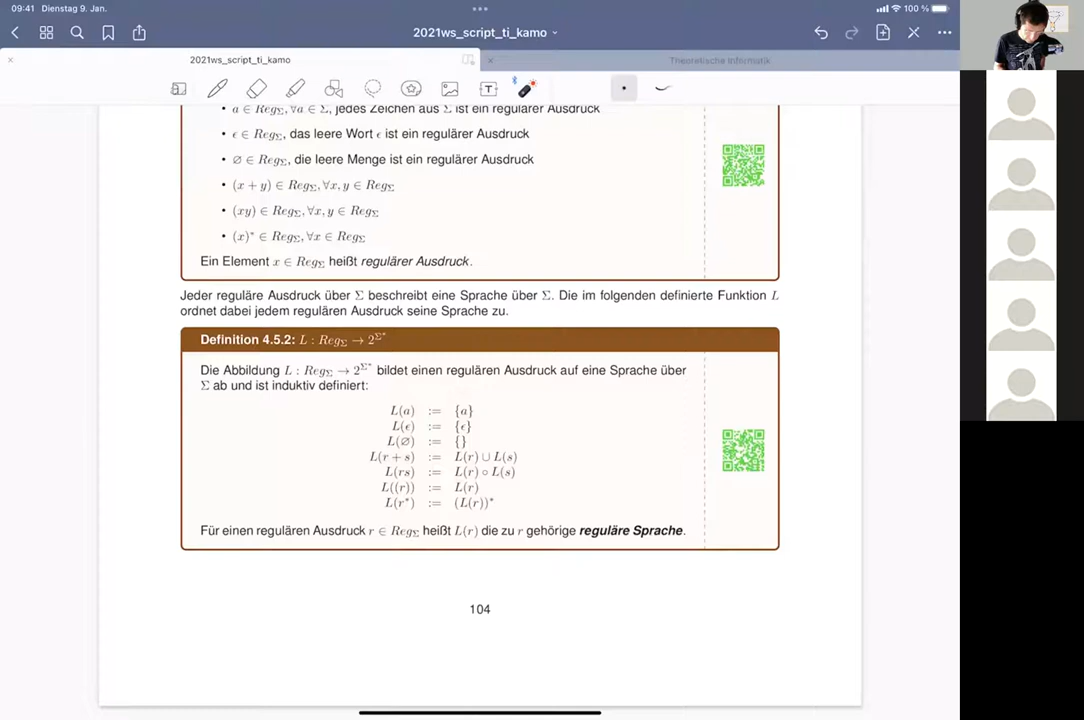 09:41 Dienstag 9. Jan.
100 %
2021ws_script_ti_kamo
2021ws_script_ti_kamo
Theoretische Informatik
• a ∈ Reg_Σ, ∀a ∈ Σ, jedes Zeichen aus Σ ist ein regulärer Ausdruck
• ϵ ∈ Reg_Σ, das leere Wort ϵ ist ein regulärer Ausdruck
• ∅ ∈ Reg_Σ, die leere Menge ist ein regulärer Ausdruck
• (x + y) ∈ Reg_Σ, ∀x, y ∈ Reg_Σ
• (xy) ∈ Reg_Σ, ∀x, y ∈ Reg_Σ
• (x)* ∈ Reg_Σ, ∀x ∈ Reg_Σ
Ein Element x ∈ Reg_Σ heißt regulärer Ausdruck.
Jeder reguläre Ausdruck über Σ beschreibt eine Sprache über Σ. Die im folgenden definierte Funktion L
ordnet dabei jedem regulären Ausdruck seine Sprache zu.
Definition 4.5.2: L : Reg_Σ → 2^Σ*
Die Abbildung L : Reg_Σ → 2^Σ* bildet einen regulären Ausdruck auf eine Sprache über
Σ ab und ist induktiv definiert:
L(a) := {a}
L(ϵ) := {ϵ}
L(∅) := {}
L(r + s) := L(r) ∪ L(s)
L(rs) := L(r) ∘ L(s)
L((r)) := L(r)
L(r*) := (L(r))*
Für einen regulären Ausdruck r ∈ Reg_Σ heißt L(r) die zu r gehörige reguläre Sprache.
104